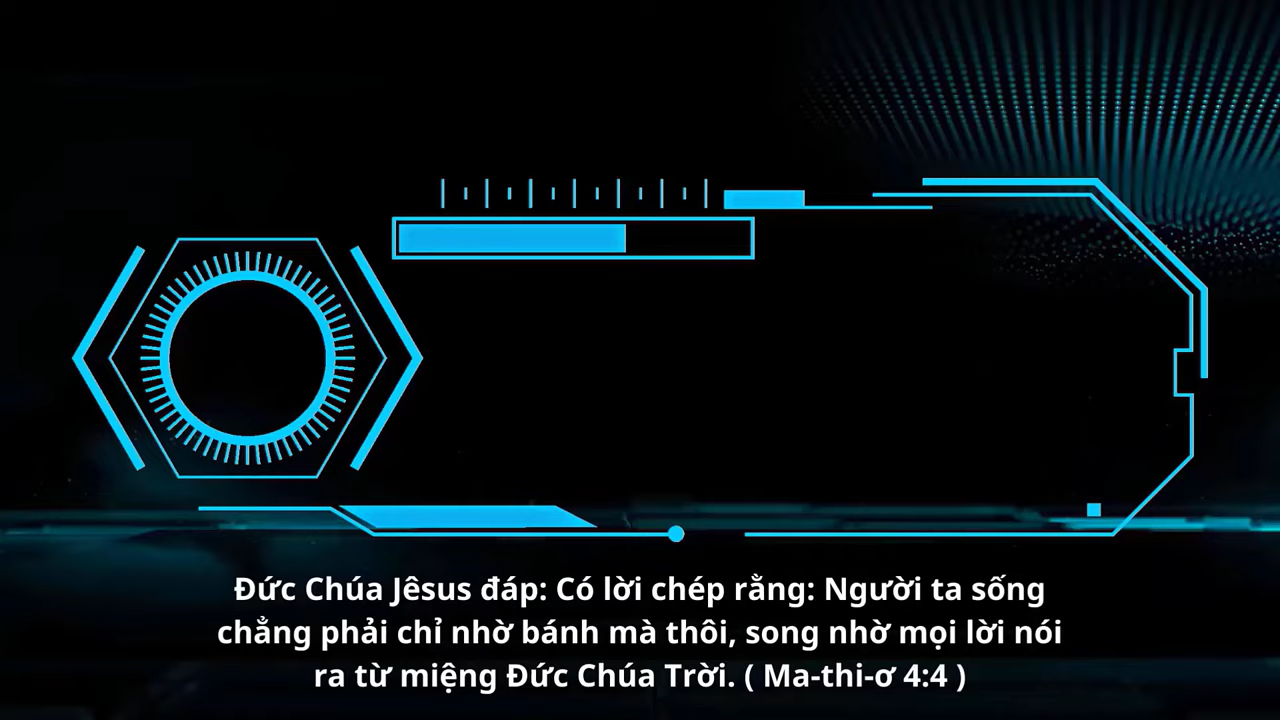 Đức Chúa Jêsus đáp: Có lời chép rằng: Người ta sống
chẳng phải chỉ nhờ bánh mà thôi, song nhờ mọi lời nói
ra từ miệng Đức Chúa Trời. ( Ma-thi-ơ 4:4 )